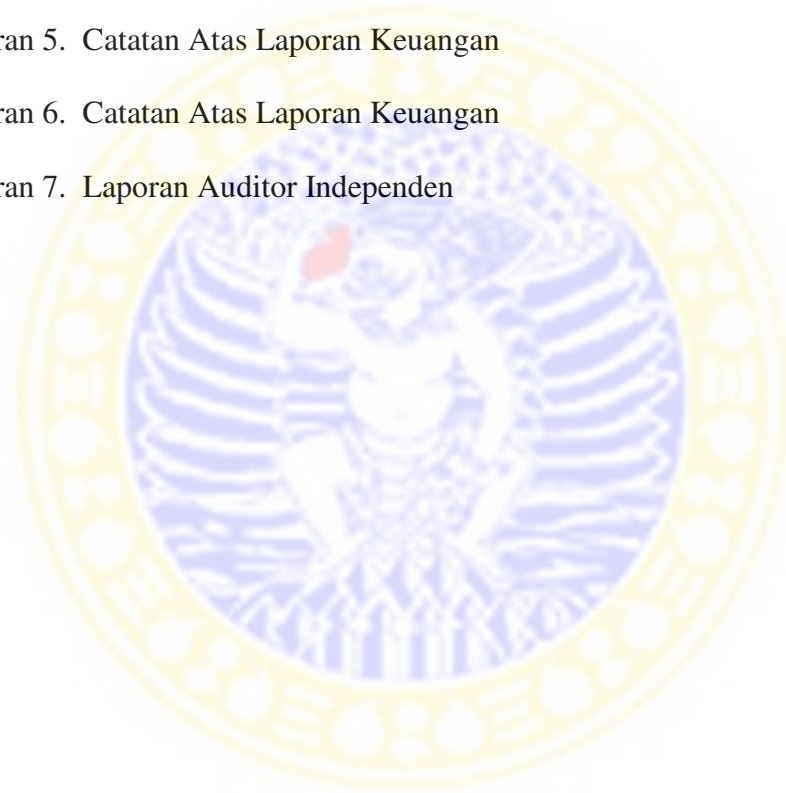 ran 5. Catatan Atas Laporan Keuangan
ran 6. Catatan Atas Laporan Keuangan
ran 7. Laporan Auditor Independen